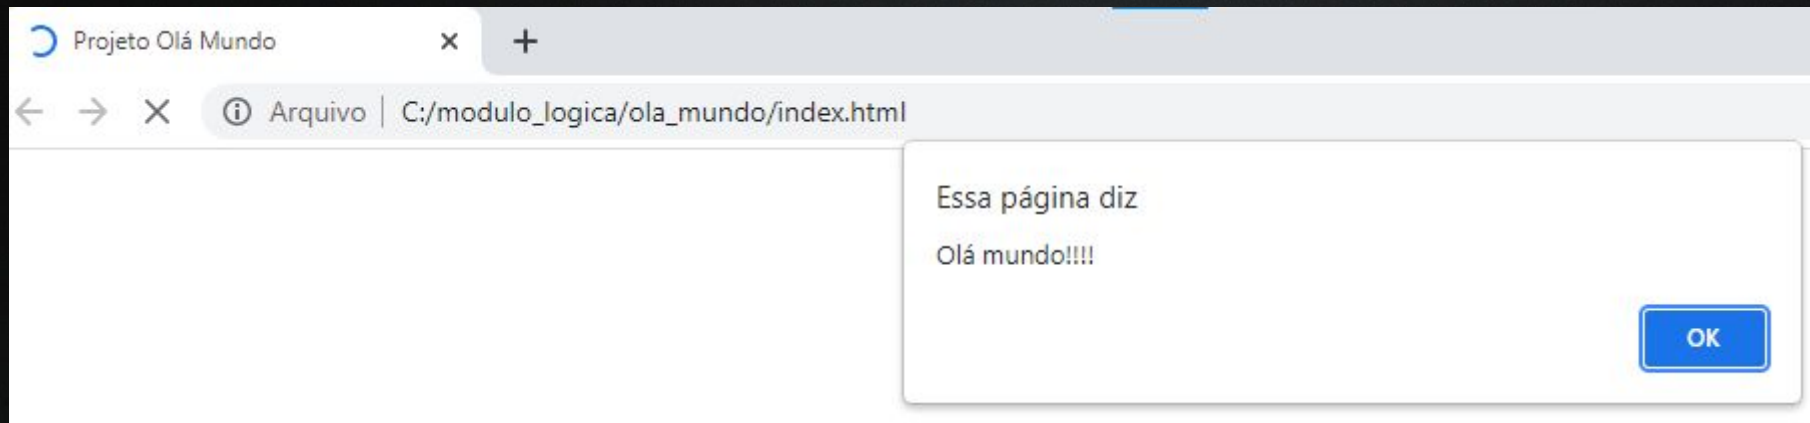 Projeto Olá Mundo
Arquivo | C:/modulo_logica/ola_mundo/index.html
Essa página diz
Olá mundo!!!!
OK